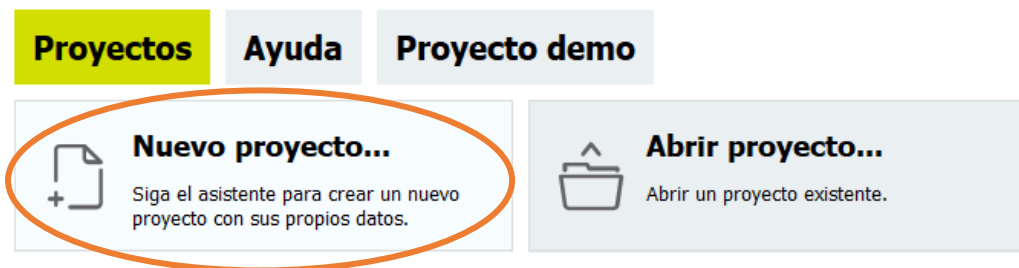 Proyectos Ayuda Proyecto demo
Nuevo proyecto...
Siga el asistente para crear un nuevo
proyecto con sus propios datos.
Abrir proyecto...
Abrir un proyecto existente.